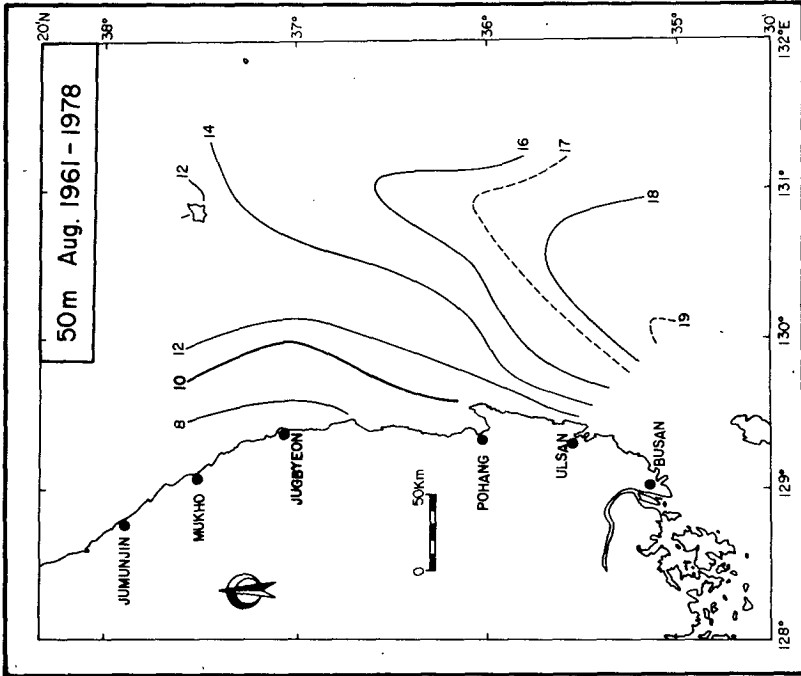 50m Aug. 1961-1978
20'N
38°
37°
36°
35°
30'
132°E
131°
130°
129°
128°
14
12
16
17
18
19
12
10
8
JUMUNJIN
MUKHO
JUGBYEON
POHANG
ULSAN
BUSAN
0 50Km